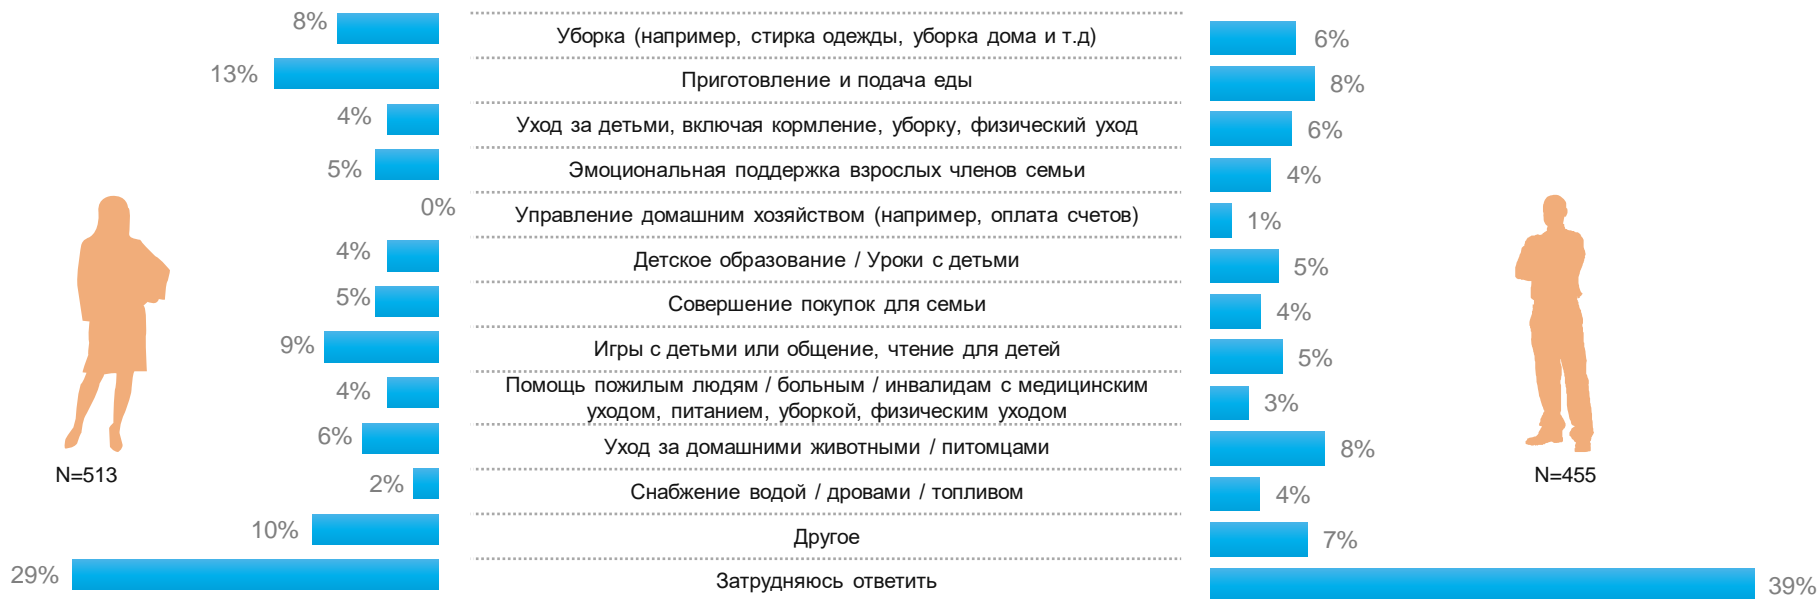 8%
Уборка (например, стирка одежды, уборка дома и т.д)
6%
13%
Приготовление и подача еды
8%
4%
Уход за детьми, включая кормление, уборку, физический уход
6%
5%
Эмоциональная поддержка взрослых членов семьи
4%
0%
Управление домашним хозяйством (например, оплата счетов)
1%
4%
Детское образование / Уроки с детьми
5%
5%
Совершение покупок для семьи
4%
9%
Игры с детьми или общение, чтение для детей
5%
4%
Помощь пожилым людям / больным / инвалидам с медицинским
уходом, питанием, уборкой, физическим уходом
3%
6%
Уход за домашними животными / питомцами
8%
N=513
N=455
2%
Снабжение водой / дровами / топливом
4%
10%
Другое
7%
29%
Затрудняюсь ответить
39%